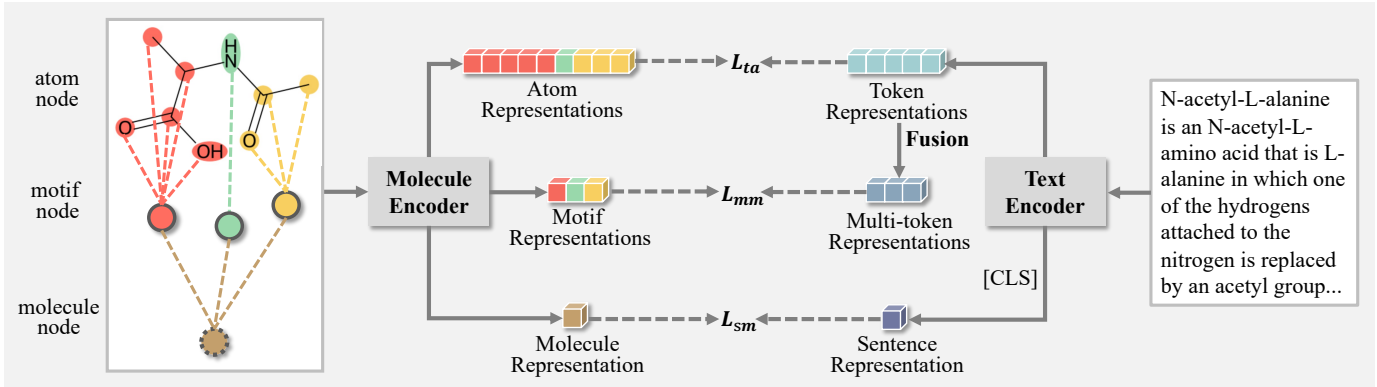 atom
node
motif
node
molecule
node
H
N
O
OH
O
Molecule
Encoder
Atom
Representations
L_ta
Token
Representations
Fusion
Motif
Representations
L_mm
Multi-token
Representations
Text
Encoder
[CLS]
Molecule
Representation
L_sm
Sentence
Representation
N-acetyl-L-alanine
is an N-acetyl-L-
amino acid that is L-
alanine in which one
of the hydrogens
attached to the
nitrogen is replaced
by an acetyl group...